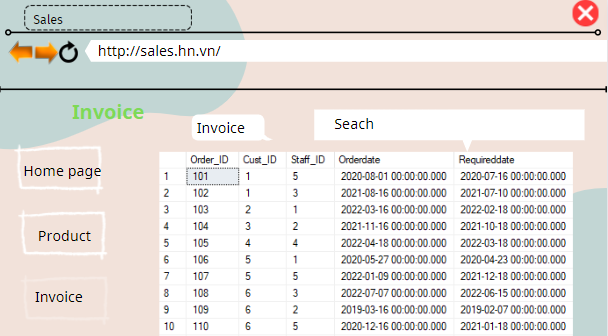 Sales
http://sales.hn.vn/
Invoice
Invoice
Seach
Home page
Product
Invoice
Order_ID Cust_ID Staff_ID Orderdate Requireddate
1 101 1 5 2020-08-01 00:00:00.000 2020-07-16 00:00:00.000
2 102 1 3 2021-08-16 00:00:00.000 2021-07-10 00:00:00.000
3 103 2 1 2022-03-16 00:00:00.000 2022-02-18 00:00:00.000
4 104 3 2 2021-11-16 00:00:00.000 2021-10-18 00:00:00.000
5 105 4 4 2022-04-18 00:00:00.000 2022-03-18 00:00:00.000
6 106 5 1 2020-05-27 00:00:00.000 2020-04-23 00:00:00.000
7 107 5 5 2022-01-09 00:00:00.000 2021-12-18 00:00:00.000
8 108 6 3 2022-07-07 00:00:00.000 2022-06-15 00:00:00.000
9 109 6 2 2019-03-16 00:00:00.000 2019-02-07 00:00:00.000
10 110 6 5 2020-12-16 00:00:00.000 2021-01-18 00:00:00.000